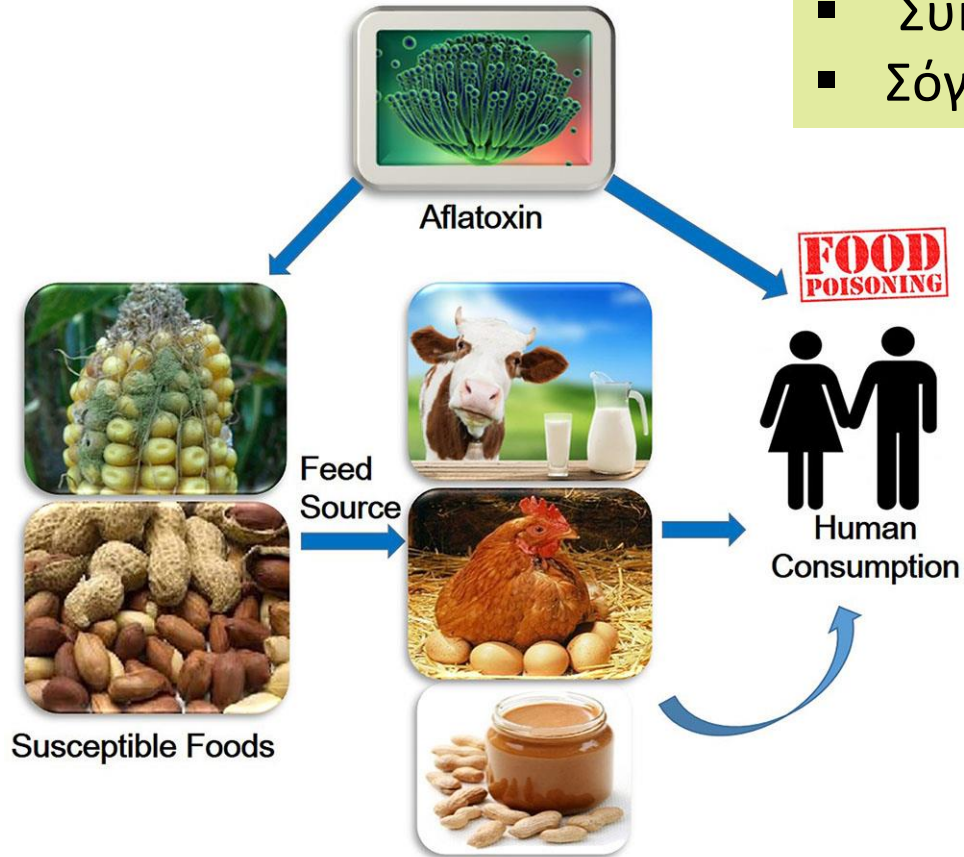 Aflatoxin
FOOD
POISONING
Feed
Source
Human
Consumption
Susceptible Foods